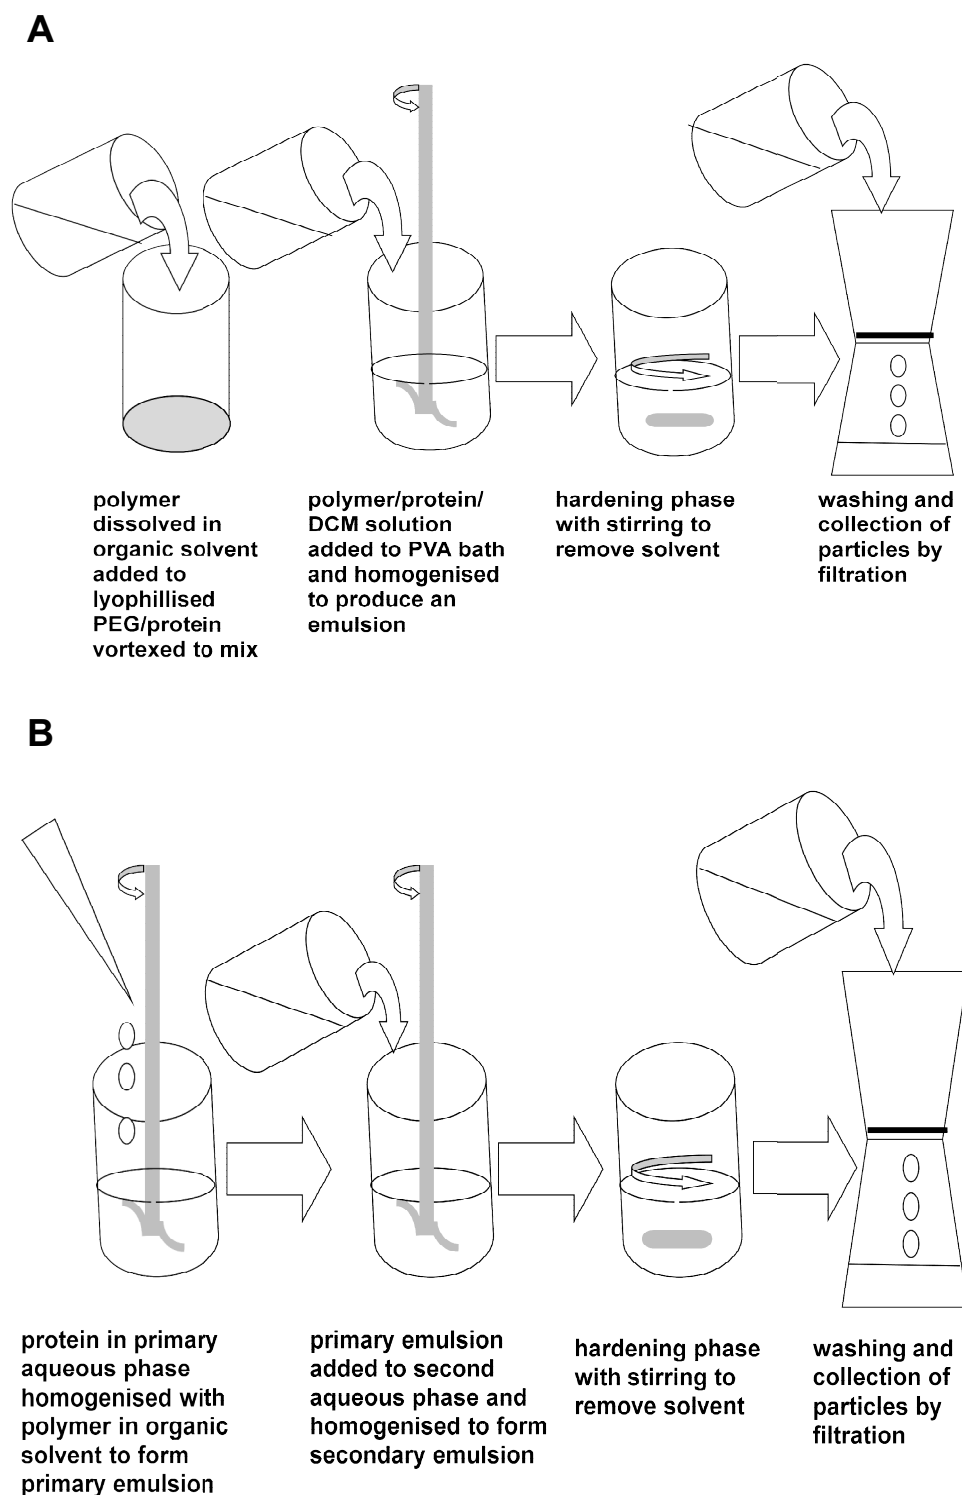 A
polymer
dissolved in
organic solvent
added to
lyophillised
PEG/protein
vortexed to mix
polymer/protein/
DCM solution
added to PVA bath
and homogenised
to produce an
emulsion
hardening phase
with stirring to
remove solvent
washing and
collection of
particles by
filtration
B
protein in primary
aqueous phase
homogenised with
polymer in organic
solvent to form
primary emulsion
primary emulsion
added to second
aqueous phase and
homogenised to form
secondary emulsion
hardening phase
with stirring to
remove solvent
washing and
collection of
particles by
filtration